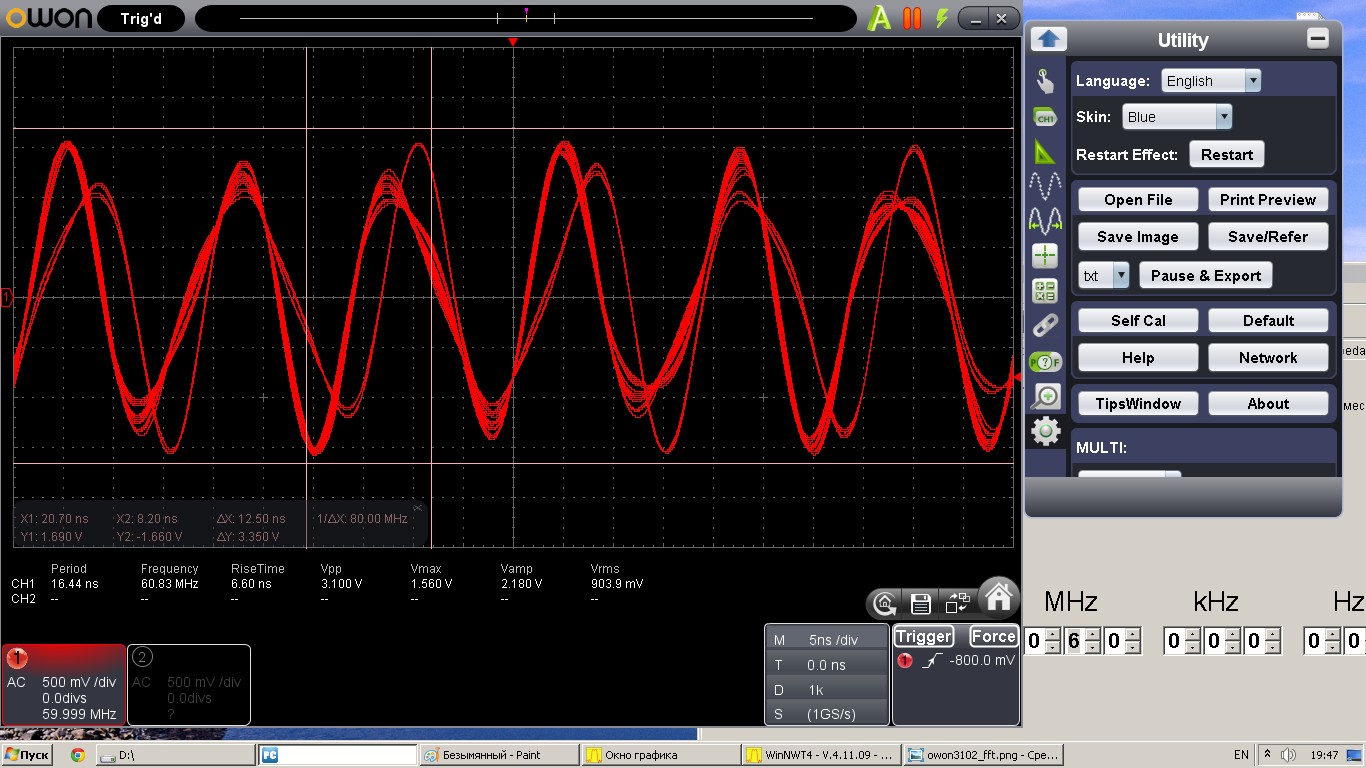 OWON Trig'd
Utility
Language: English
Skin: Blue
Restart Effect: Restart
Open File Print Preview
Save Image Save/Refer
txt Pause & Export
Self Cal Default
Help Network
TipsWindow About
MULTI:
1
X1: 20.70 ns X2: 8.20 ns ΔX: 12.50 ns 1/ΔX: 80.00 MHz
Y1: 1.690 V Y2: -1.660 V ΔY: 3.350 V
Period Frequency RiseTime Vpp Vmax Vamp Vrms
CH1 16.44 ns 60.83 MHz 6.60 ns 3.100 V 1.560 V 2.180 V 903.9 mV
CH2 -- -- -- -- -- -- --
MHz kHz Hz
0 6 0 0 0 0 0 0
1
AC 500 mV /div
0.0divs
59.999 MHz
2
AC 500 mV /div
0.0divs
?
M 5ns /div
T 0.0 ns
D 1k
S (1GS/s)
Trigger Force
1 -800.0 mV
CH1
P ? F
Пуск D:\ PC Безымянный - Paint Окно графика WinNWT4 - V.4.11.09 - ... owon3102_fft.png - Сре... EN 19:47